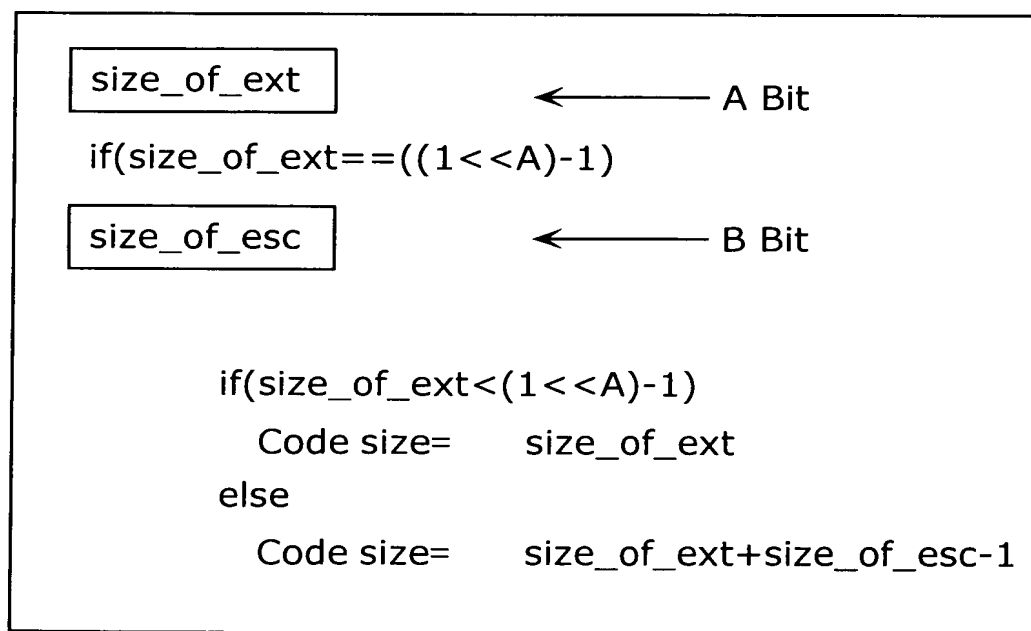 size_of_ext
A Bit
if(size_of_ext==((1<<A)-1)
size_of_esc
B Bit
if(size_of_ext<(1<<A)-1)
Code size= size_of_ext
else
Code size= size_of_ext+size_of_esc-1